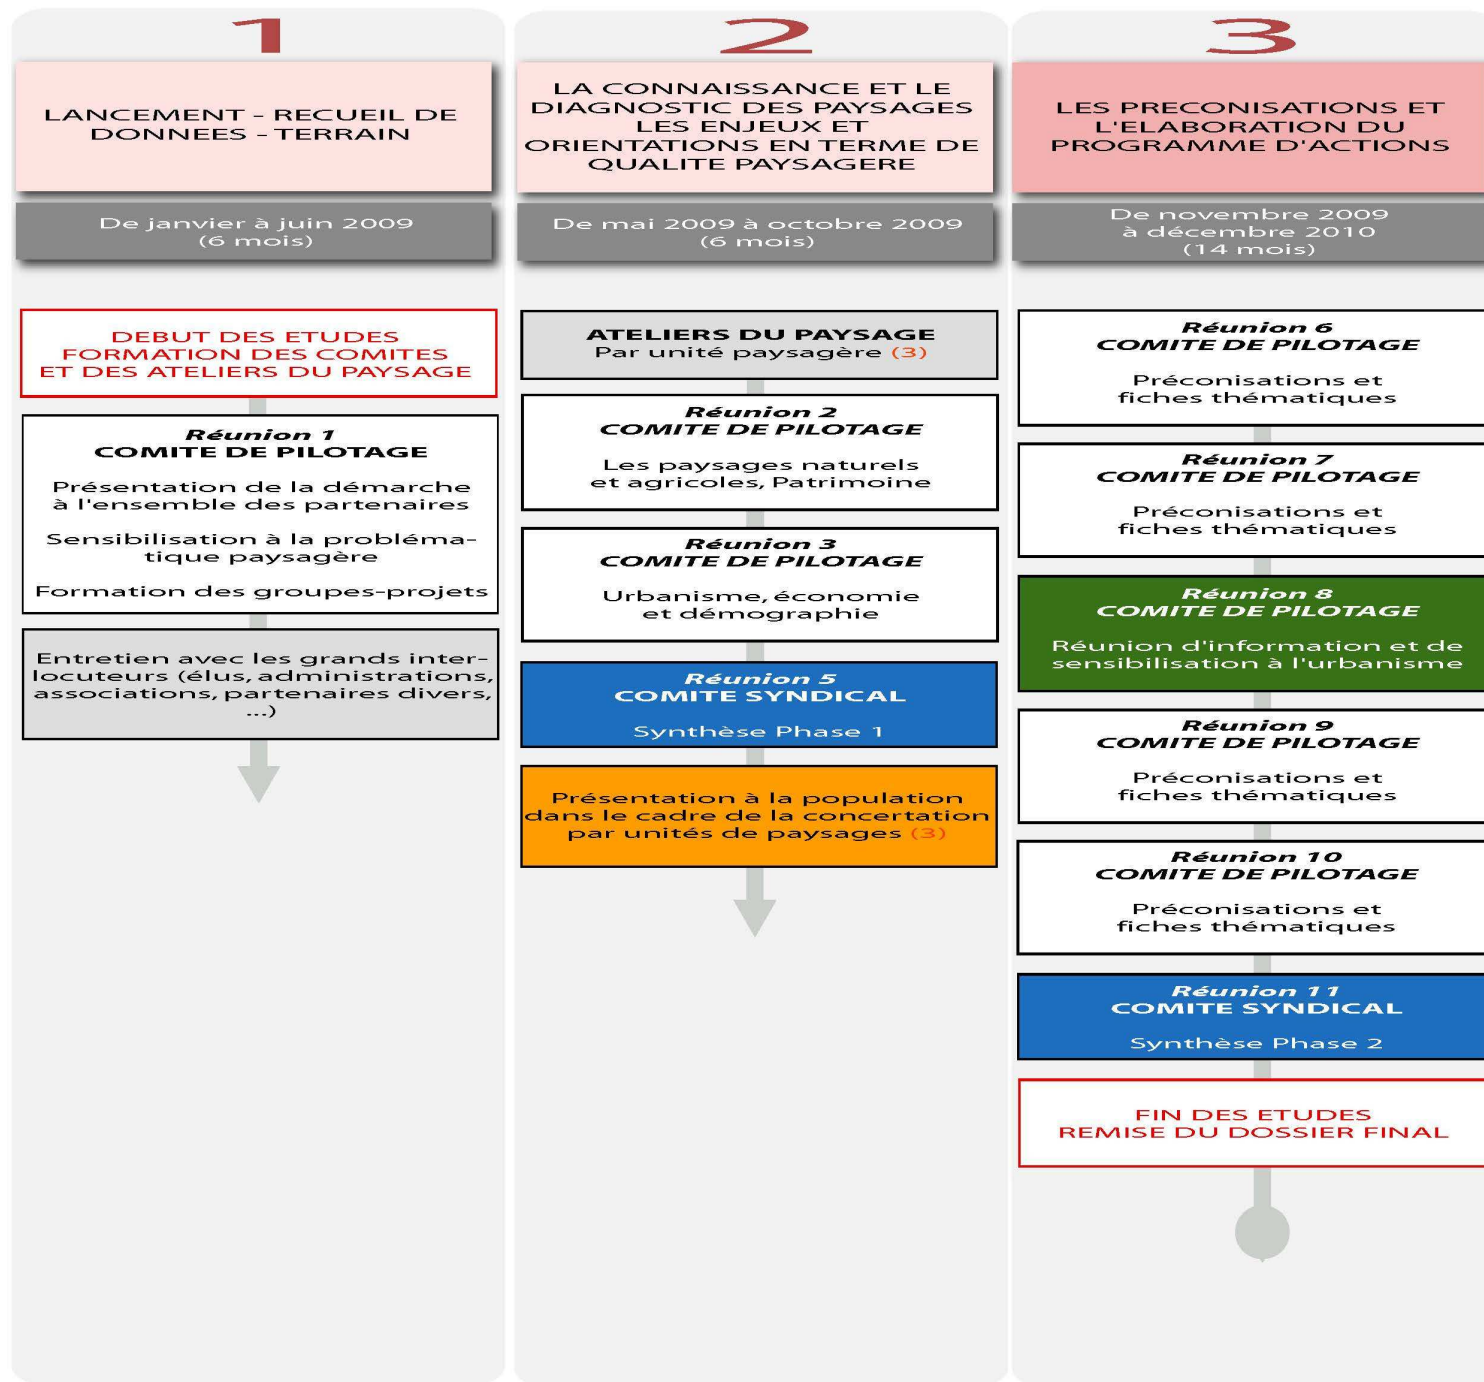 1
LANCEMENT - RECUEIL DE
DONNEES - TERRAIN
De janvier à juin 2009
(6 mois)
DEBUT DES ETUDES
FORMATION DES COMITES
ET DES ATELIERS DU PAYSAGE
Réunion 1
COMITE DE PILOTAGE
Présentation de la démarche
à l'ensemble des partenaires
Sensibilisation à la probléma-
tique paysagère
Formation des groupes-projets
Entretien avec les grands inter-
locuteurs (élus, administrations,
associations, partenaires divers,
...)
2
LA CONNAISSANCE ET LE
DIAGNOSTIC DES PAYSAGES
LES ENJEUX ET
ORIENTATIONS EN TERME DE
QUALITE PAYSAGERE
De mai 2009 à octobre 2009
(6 mois)
ATELIERS DU PAYSAGE
Par unité paysagère (3)
Réunion 2
COMITE DE PILOTAGE
Les paysages naturels
et agricoles, Patrimoine
Réunion 3
COMITE DE PILOTAGE
Urbanisme, économie
et démographie
Réunion 5
COMITE SYNDICAL
Synthèse Phase 1
Présentation à la population
dans le cadre de la concertation
par unités de paysages (3)
3
LES PRECONISATIONS ET
L'ELABORATION DU
PROGRAMME D'ACTIONS
De novembre 2009
à décembre 2010
(14 mois)
Réunion 6
COMITE DE PILOTAGE
Préconisations et
fiches thématiques
Réunion 7
COMITE DE PILOTAGE
Préconisations et
fiches thématiques
Réunion 8
COMITE DE PILOTAGE
Réunion d'information et de
sensibilisation à l'urbanisme
Réunion 9
COMITE DE PILOTAGE
Préconisations et
fiches thématiques
Réunion 10
COMITE DE PILOTAGE
Préconisations et
fiches thématiques
Réunion 11
COMITE SYNDICAL
Synthèse Phase 2
FIN DES ETUDES
REMISE DU DOSSIER FINAL